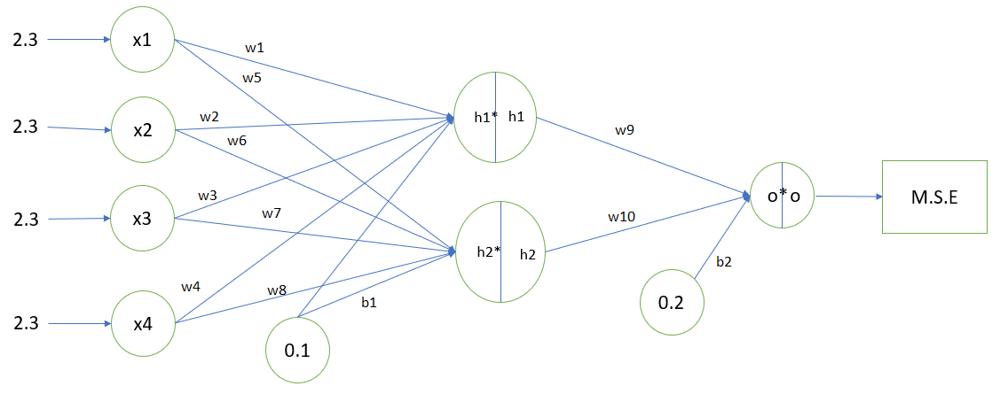 2.3
x1
w1
w5
2.3
x2
w2
w6
h1* h1
w9
2.3
x3
w3
w7
h2* h2
w10
o* o
M.S.E
2.3
x4
w4
w8
b1
0.1
b2
0.2